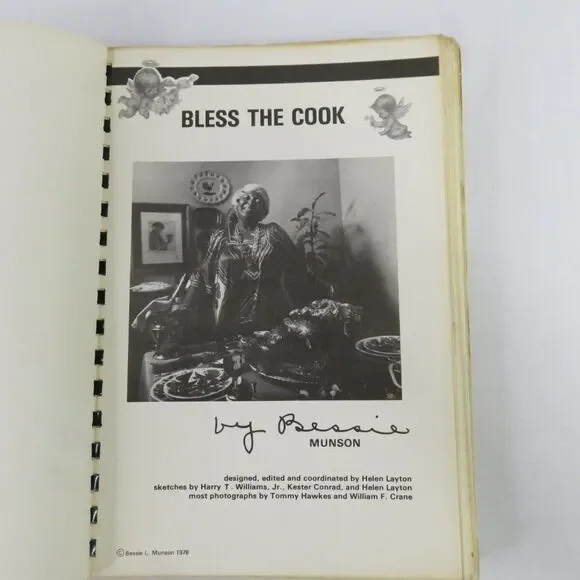 BLESS THE COOK
by Bessie
MUNSON
designed, edited and coordinated by Helen Layton
sketches by Harry T. Williams, Jr., Kester Conrad, and Helen Layton
most photographs by Tommy Hawkes and William F. Crane
© Bessie L. Munson 1978